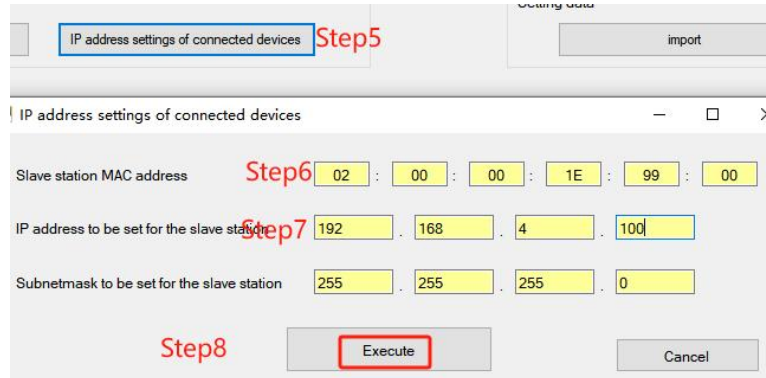 Setting data
IP address settings of connected devices Step5 import
IP address settings of connected devices
Slave station MAC address Step6 02 : 00 : 00 : 1E : 99 : 00
IP address to be set for the slave station Step7 192 . 168 . 4 . 100
Subnetmask to be set for the slave station 255 . 255 . 255 . 0
Step8 Execute Cancel